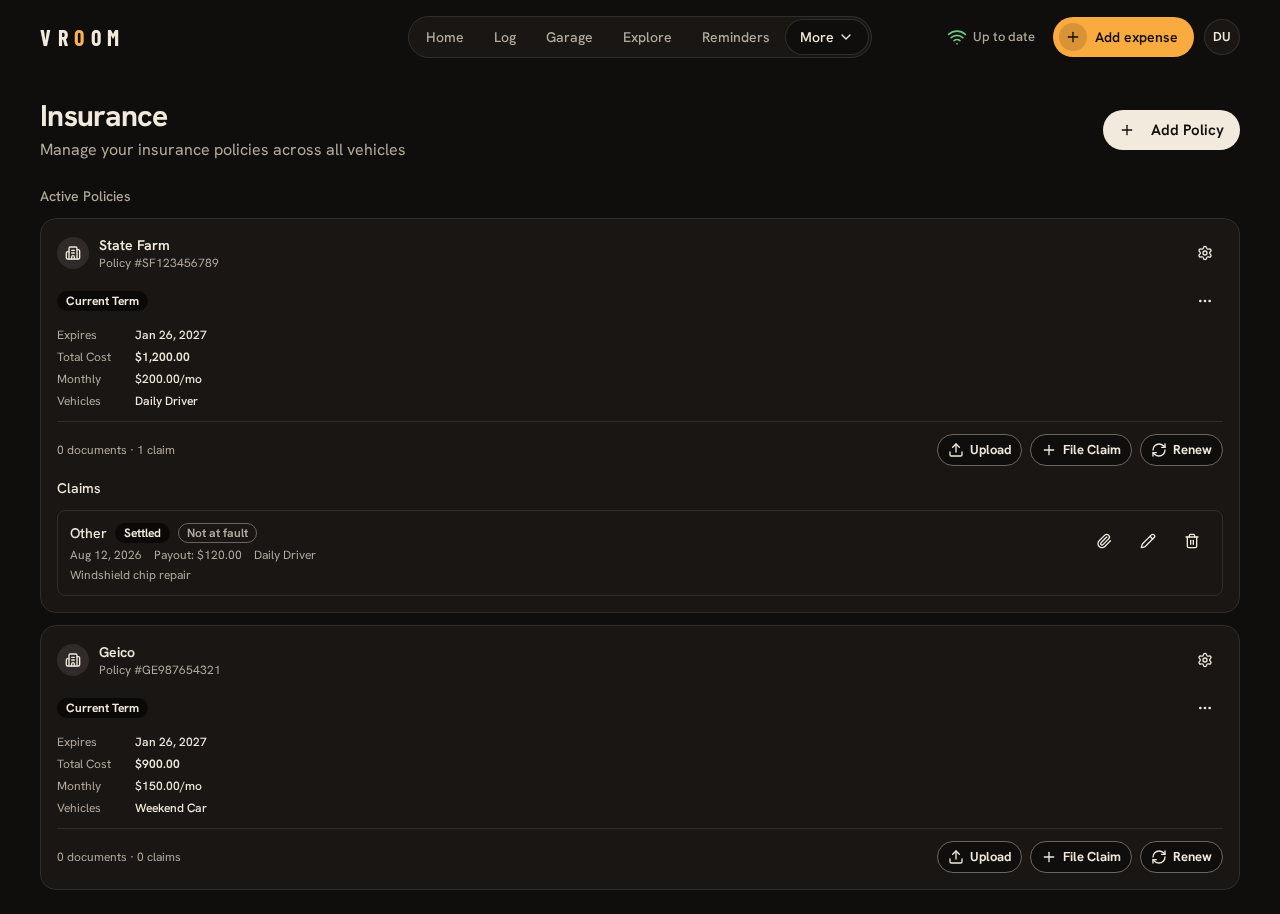 VROOM
Home Log Garage Explore Reminders More
Up to date
Add expense
DU
Insurance
Manage your insurance policies across all vehicles
Add Policy
Active Policies
State Farm
Policy #SF123456789
Current Term
Expires Jan 26, 2027
Total Cost $1,200.00
Monthly $200.00/mo
Vehicles Daily Driver
0 documents · 1 claim
Upload File Claim Renew
Claims
Other Settled Not at fault
Aug 12, 2026 Payout: $120.00 Daily Driver
Windshield chip repair
Geico
Policy #GE987654321
Current Term
Expires Jan 26, 2027
Total Cost $900.00
Monthly $150.00/mo
Vehicles Weekend Car
0 documents · 0 claims
Upload File Claim Renew